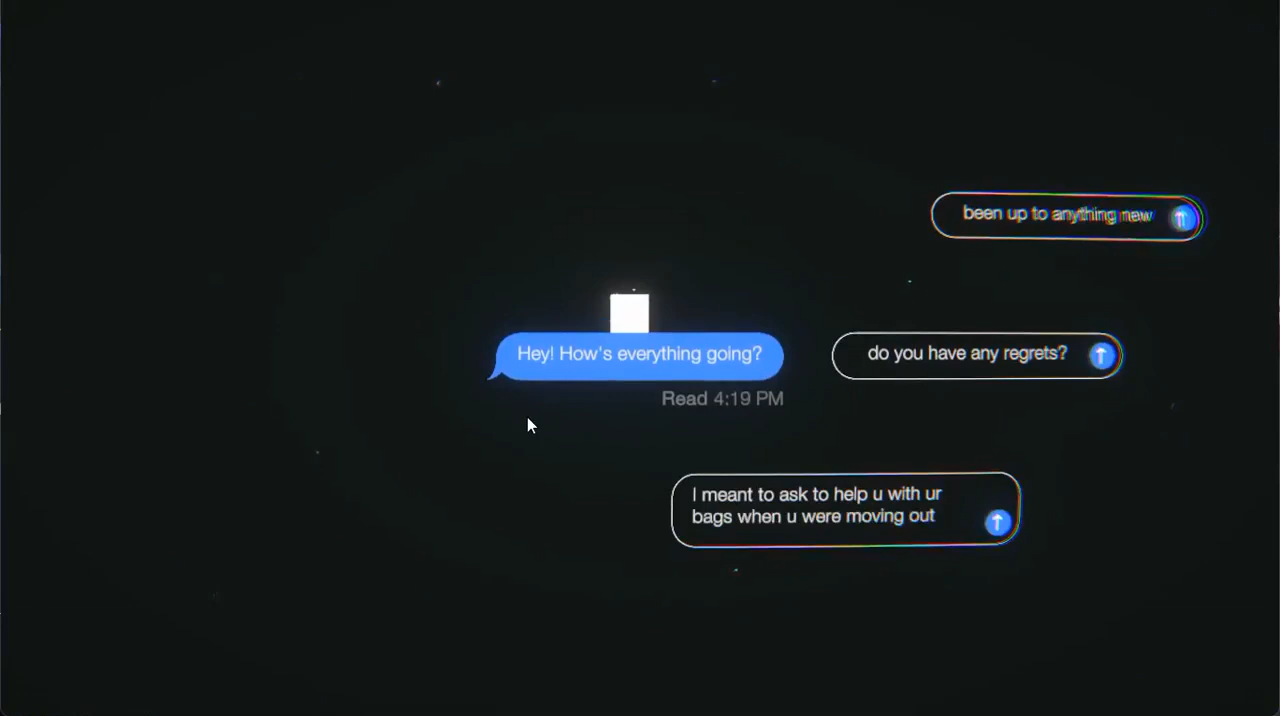 been up to anything new
Hey! How's everything going?
do you have any regrets?
Read 4:19 PM
I meant to ask to help u with ur
bags when u were moving out